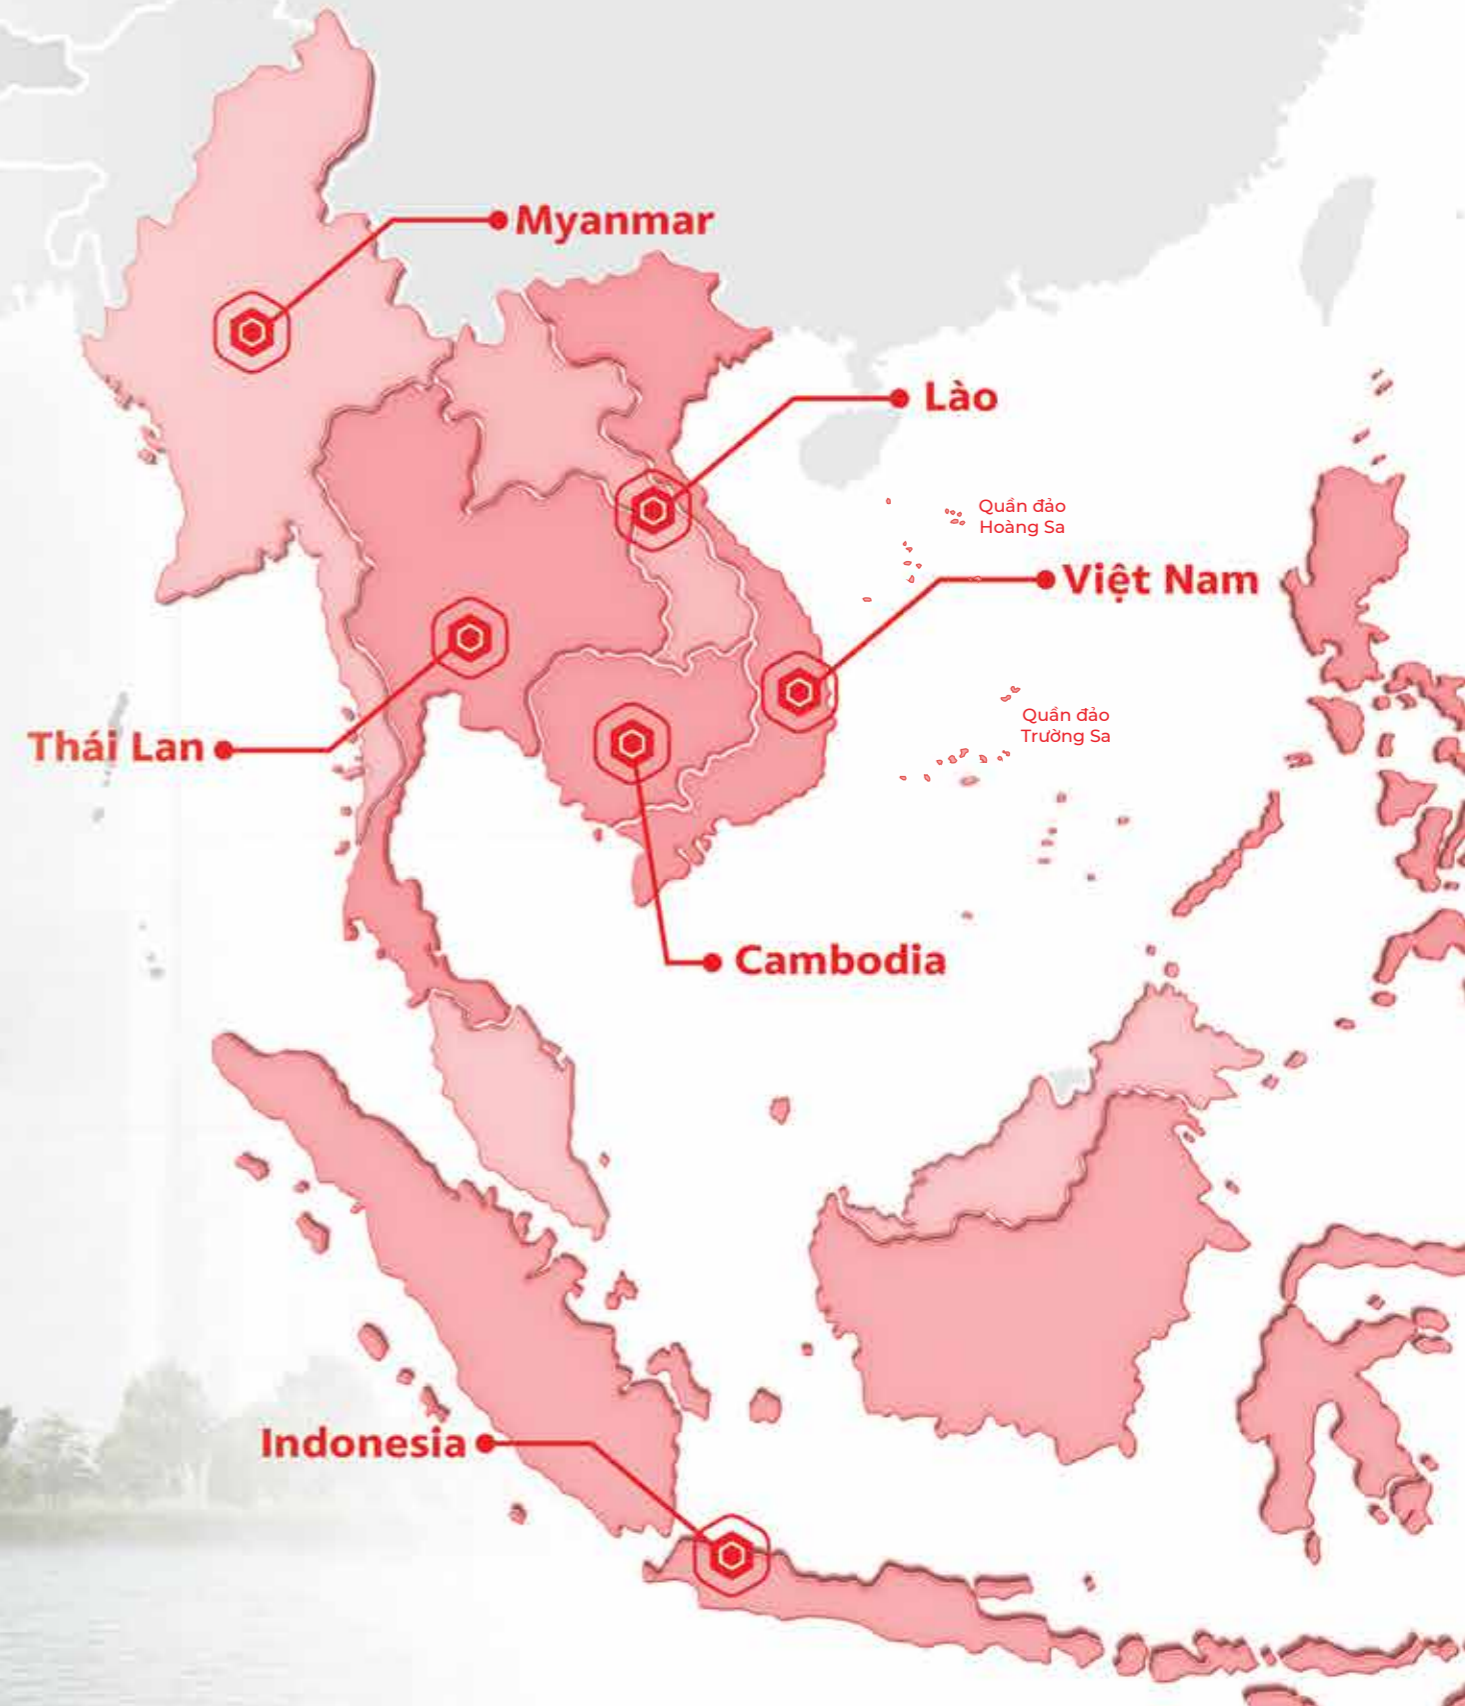 Myanmar
Lào
Quần đảo
Hoàng Sa
Việt Nam
Quần đảo
Trường Sa
Thái Lan
Cambodia
Indonesia